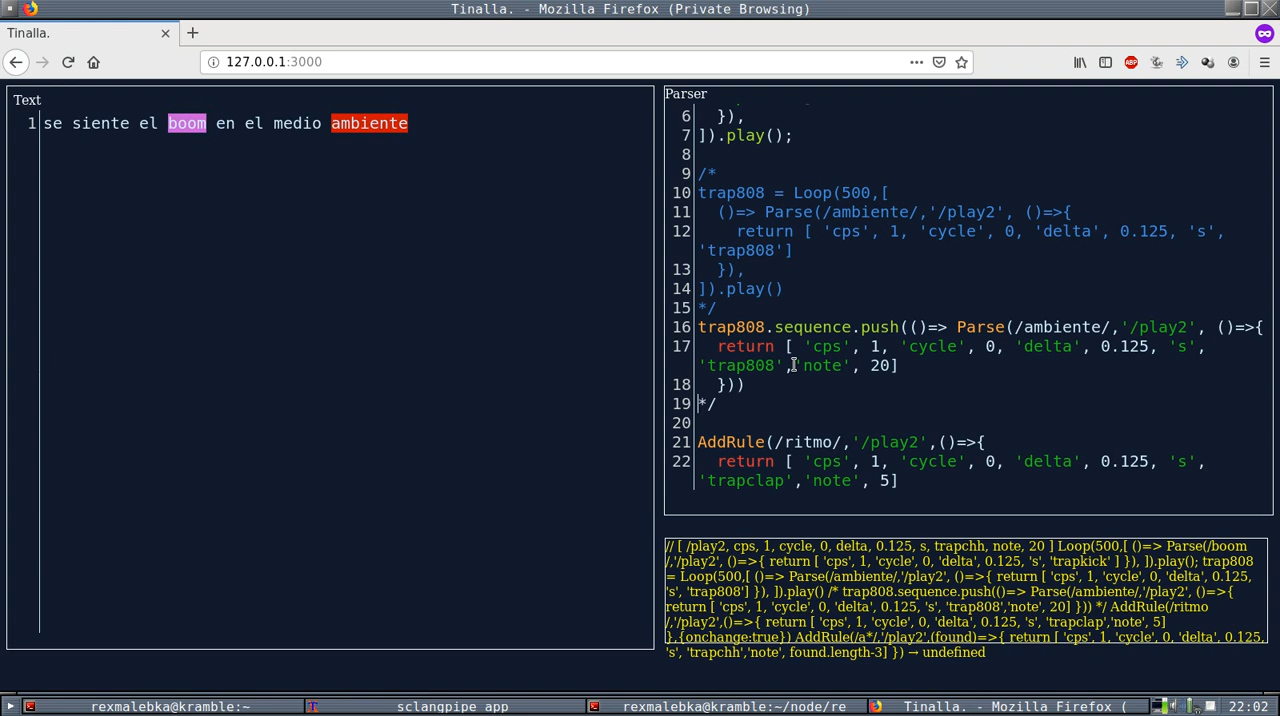 Tinalla. - Mozilla Firefox (Private Browsing)
Tinalla.
127.0.0.1:3000
ABP
Text
1 se siente el boom en el medio ambiente
Parser
6 }),
7 ]).play();
8
9 /*
10 trap808 = Loop(500,[
11 ()=> Parse(/ambiente/,'/play2', ()=>{
12 return [ 'cps', 1, 'cycle', 0, 'delta', 0.125, 's',
'trap808']
13 }),
14 ]).play()
15 */
16 trap808.sequence.push(()=> Parse(/ambiente/,'/play2', ()=>{
17 return [ 'cps', 1, 'cycle', 0, 'delta', 0.125, 's',
'trap808','note', 20]
18 }))
19 */
20
21 AddRule(/ritmo/,'/play2',()=>{
22 return [ 'cps', 1, 'cycle', 0, 'delta', 0.125, 's',
'trapclap','note', 5]
// [ /play2, cps, 1, cycle, 0, delta, 0.125, s, trapchh, note, 20 ] Loop(500,[ ()=> Parse(/boom
/,'/play2', ()=>{ return [ 'cps', 1, 'cycle', 0, 'delta', 0.125, 's', 'trapkick' ] }), ]).play(); trap808
= Loop(500,[ ()=> Parse(/ambiente/,'/play2', ()=>{ return [ 'cps', 1, 'cycle', 0, 'delta', 0.125,
's', 'trap808'] }), ]).play() /* trap808.sequence.push(()=> Parse(/ambiente/,'/play2', ()=>{
return [ 'cps', 1, 'cycle', 0, 'delta', 0.125, 's', 'trap808','note', 20] })) */ AddRule(/ritmo
/,'/play2',()=>{ return [ 'cps', 1, 'cycle', 0, 'delta', 0.125, 's', 'trapclap','note', 5]
},{onchange:true}) AddRule(/a*/,'/play2',(found)=>{ return [ 'cps', 1, 'cycle', 0, 'delta', 0.125,
's', 'trapchh','note', found.length-3] }) → undefined
rexmalebka@kramble:~
sclangpipe_app
rexmalebka@kramble:~/node/re
Tinalla. - Mozilla Firefox (
22:02